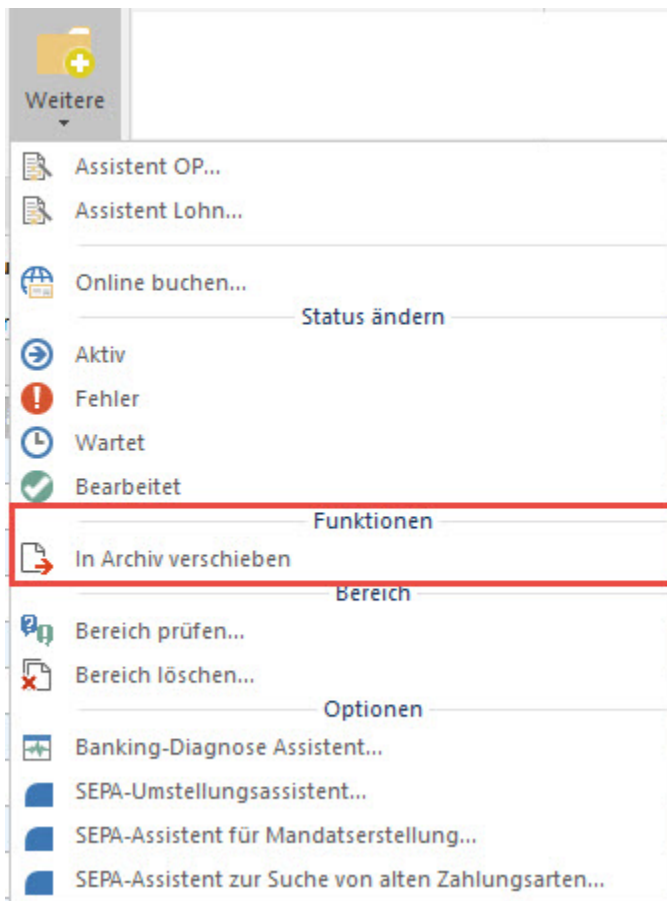 Weitere
Assistent OP...
Assistent Lohn...
Online buchen...
Status ändern
Aktiv
Fehler
Wartet
Bearbeitet
Funktionen
In Archiv verschieben
Bereich
Bereich prüfen...
Bereich löschen...
Optionen
Banking-Diagnose Assistent...
SEPA-Umstellungsassistent...
SEPA-Assistent für Mandatserstellung...
SEPA-Assistent zur Suche von alten Zahlungsarten...